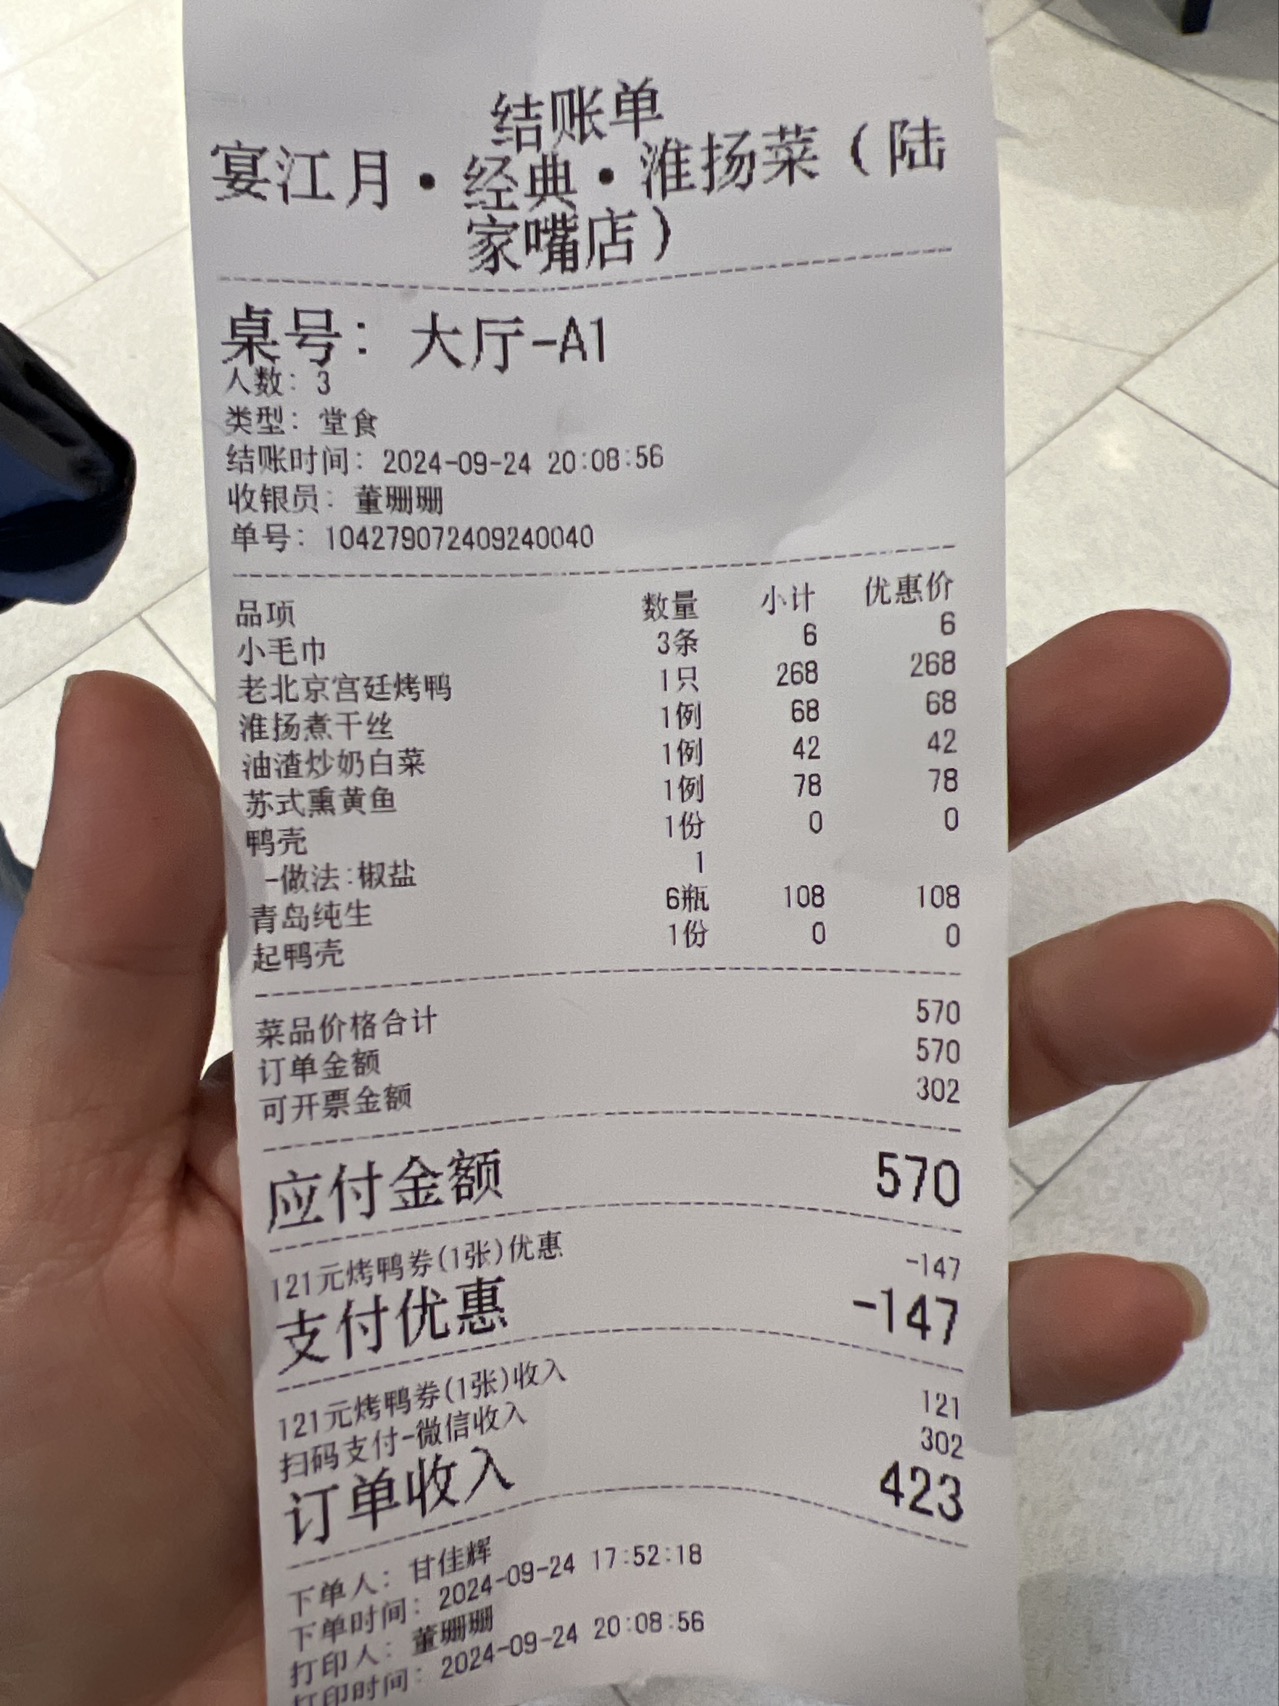 结账单
宴江月·经典·淮扬菜(陆
家嘴店)
桌号: 大厅-A1
人数: 3
类型: 堂食
结账时间: 2024-09-24 20:08:56
收银员: 董珊珊
单号: 104279072409240040
品项 数量 小计 优惠价
小毛巾 3条 6 6
老北京宫廷烤鸭 1只 268 268
淮扬煮干丝 1例 68 68
油渣炒奶白菜 1例 42 42
苏式熏黄鱼 1例 78 78
鸭壳 1份 0 0
-做法:椒盐 1
青岛纯生 6瓶 108 108
起鸭壳 1份 0 0
菜品价格合计 570
订单金额 570
可开票金额 302
应付金额 570
121元烤鸭券(1张)优惠 -147
支付优惠 -147
121元烤鸭券(1张)收入 121
扫码支付-微信收入 302
订单收入 423
下单人: 甘佳辉
下单时间: 2024-09-24 17:52:18
打印人: 董珊珊
打印时间: 2024-09-24 20:08:56